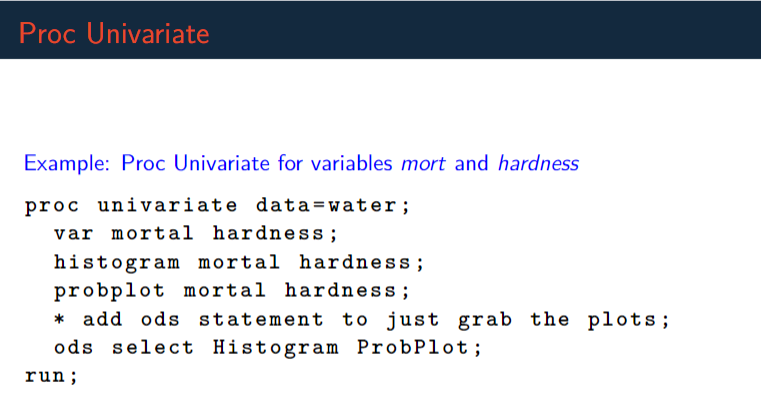 Proc Univariate
Example: Proc Univariate for variables mort and hardness
proc univariate data=water;
var mortal hardness;
histogram mortal hardness;
probplot mortal hardness;
* add ods statement to just grab the plots;
ods select Histogram ProbPlot;
run;